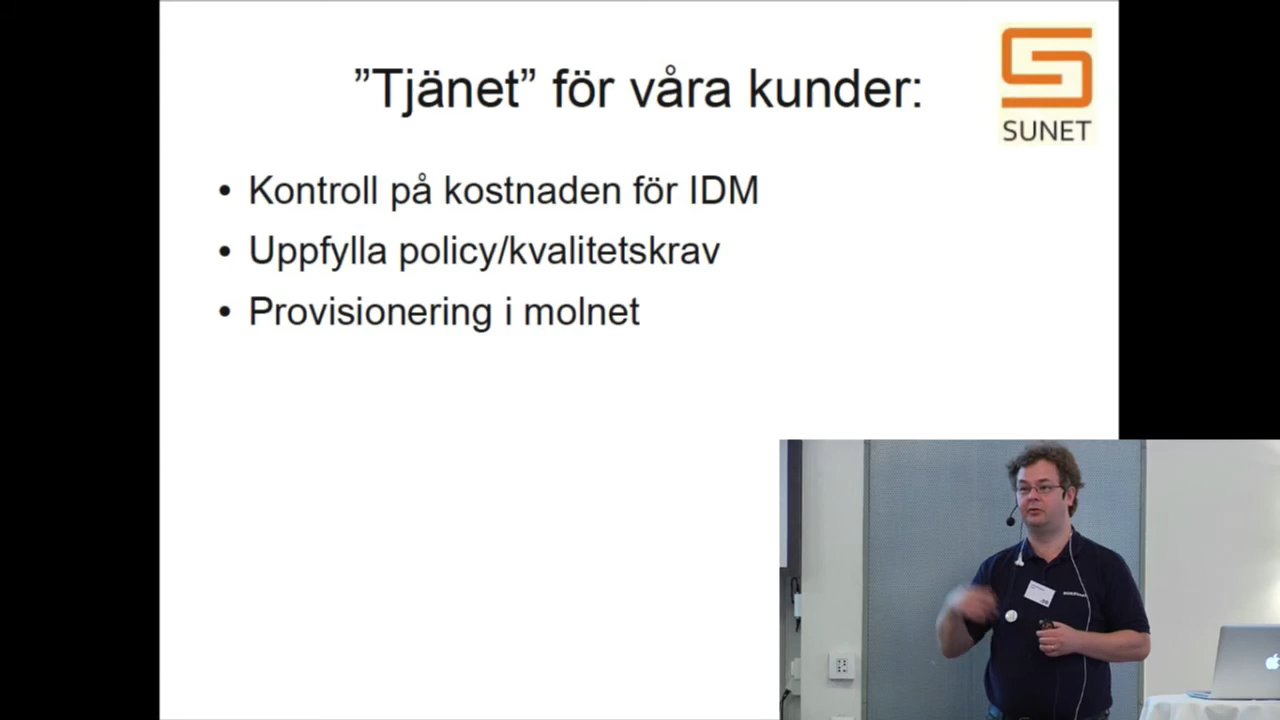 ”Tjänet” för våra kunder:
SUNET
• Kontroll på kostnaden för IDM
• Uppfylla policy/kvalitetskrav
• Provisionering i molnet